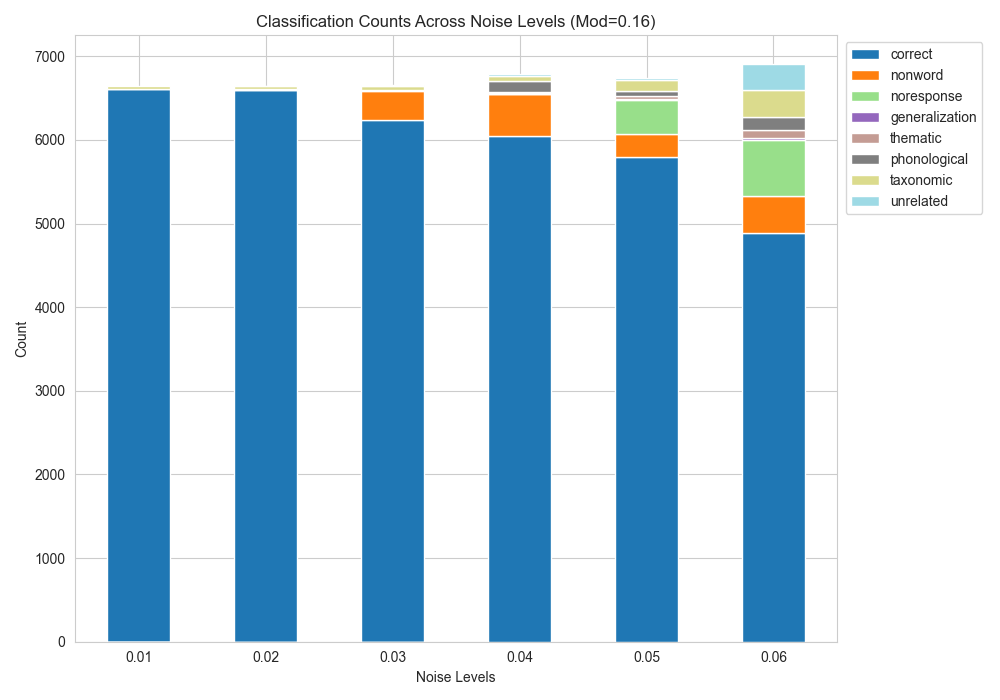 Classification Counts Across Noise Levels (Mod=0.16)
7000
6000
5000
4000
3000
2000
1000
0
Count
0.01 0.02 0.03 0.04 0.05 0.06
Noise Levels
correct
nonword
noresponse
generalization
thematic
phonological
taxonomic
unrelated